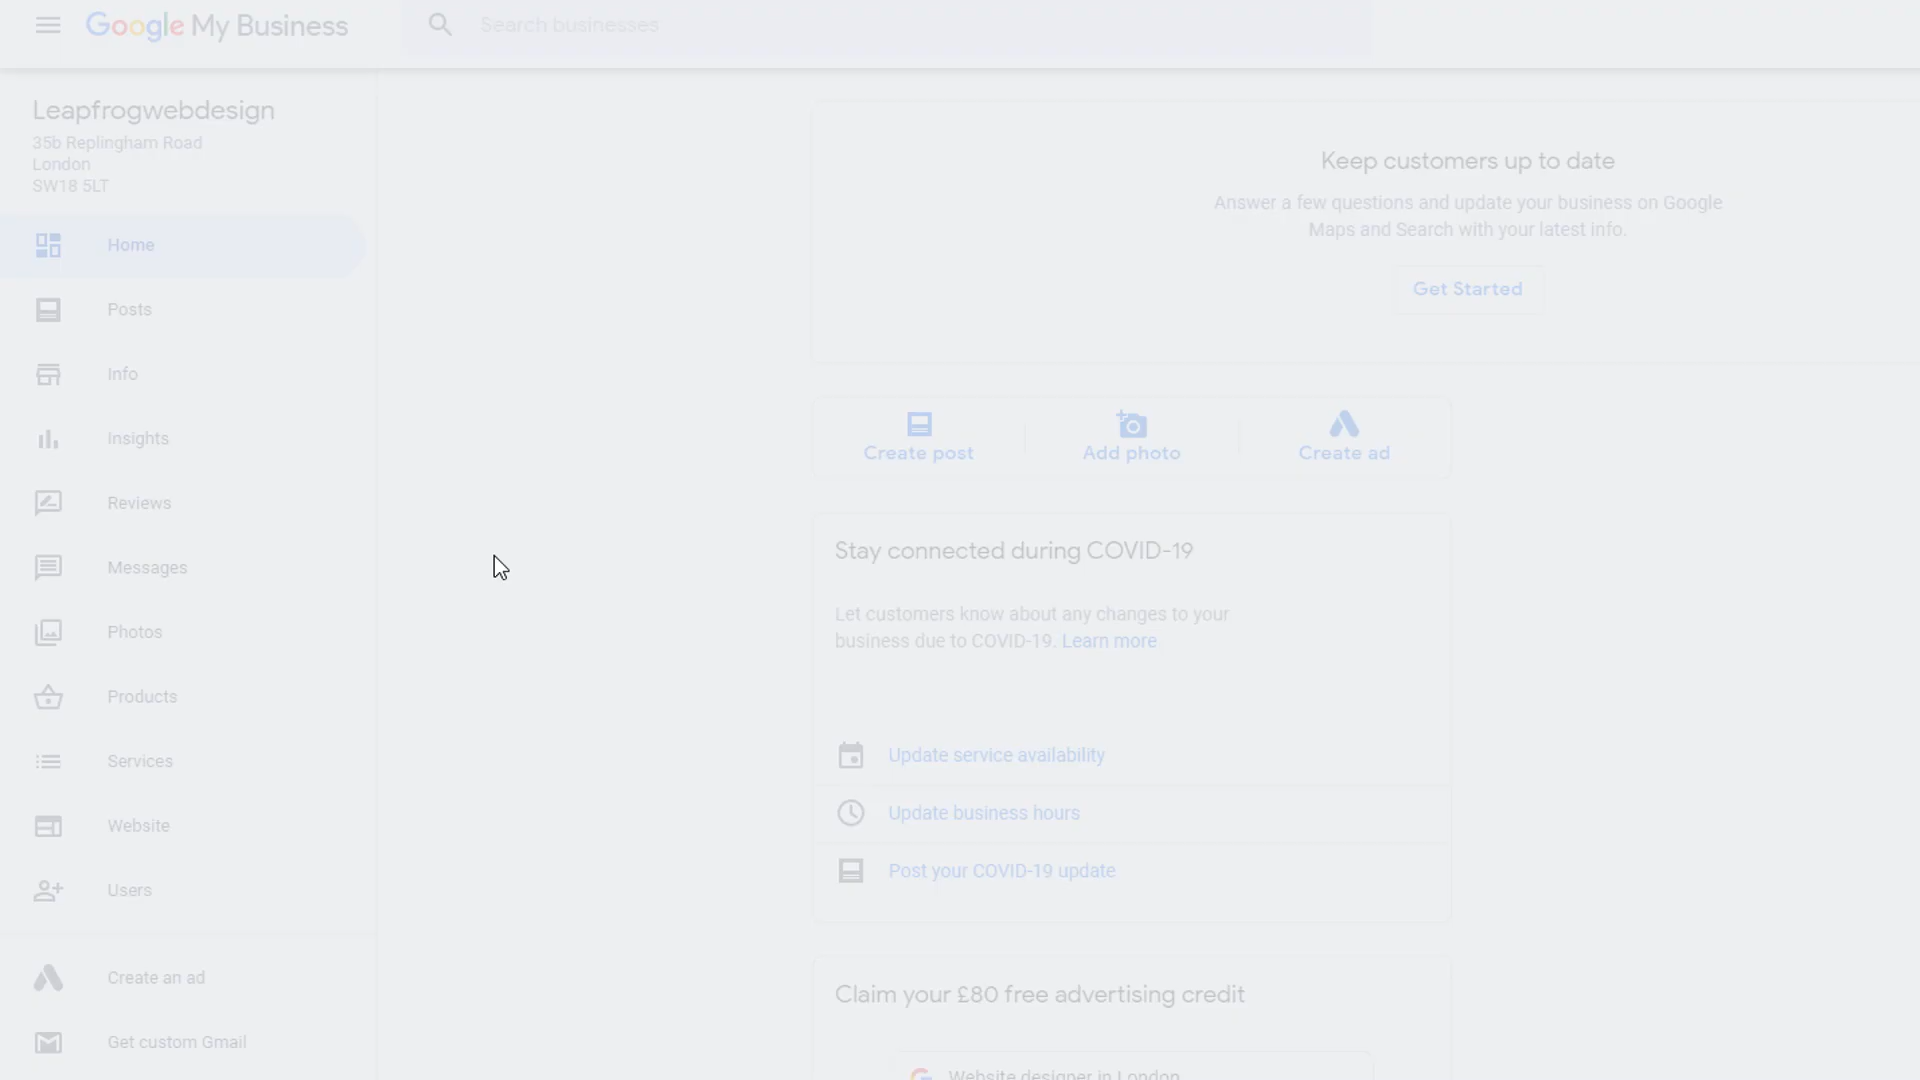 Google My Business
Search businesses
Leapfrogwebdesign
35b Replingham Road
London
SW18 5LT
Home
Posts
Info
Insights
Reviews
Messages
Photos
Products
Services
Website
Users
Create an ad
Get custom Gmail
Keep customers up to date
Answer a few questions and update your business on Google
Maps and Search with your latest info.
Get Started
Create post
Add photo
Create ad
Stay connected during COVID-19
Let customers know about any changes to your
business due to COVID-19. Learn more
Update service availability
Update business hours
Post your COVID-19 update
Claim your £80 free advertising credit
Website designer in London